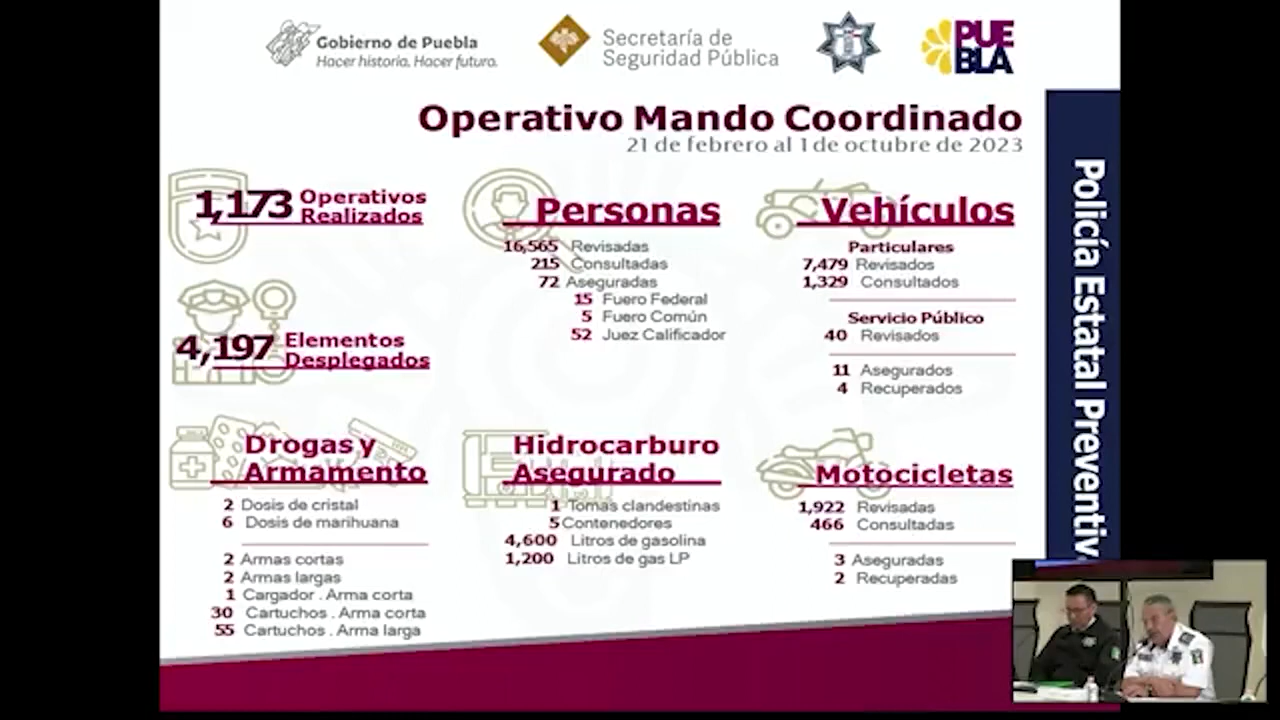 Gobierno de Puebla
Hacer historia. Hacer futuro.
Secretaría de
Seguridad Pública
PUE
BLA
Operativo Mando Coordinado
21 de febrero al 1 de octubre de 2023
1,173 Operativos
Realizados
4,197 Elementos
Desplegados
Personas
16,565 Revisadas
215 Consultadas
72 Aseguradas
15 Fuero Federal
5 Fuero Común
52 Juez Calificador
Vehículos
Particulares
7,479 Revisados
1,329 Consultados
Servicio Público
40 Revisados
11 Asegurados
4 Recuperados
Drogas y
Armamento
2 Dosis de cristal
6 Dosis de marihuana
2 Armas cortas
2 Armas largas
1 Cargador . Arma corta
30 Cartuchos . Arma corta
55 Cartuchos . Arma larga
Hidrocarburo
Asegurado
1 Tomas clandestinas
5 Contenedores
4,600 Litros de gasolina
1,200 Litros de gas LP
Motocicletas
1,922 Revisadas
466 Consultadas
3 Aseguradas
2 Recuperadas
Policía Estatal Preventiv